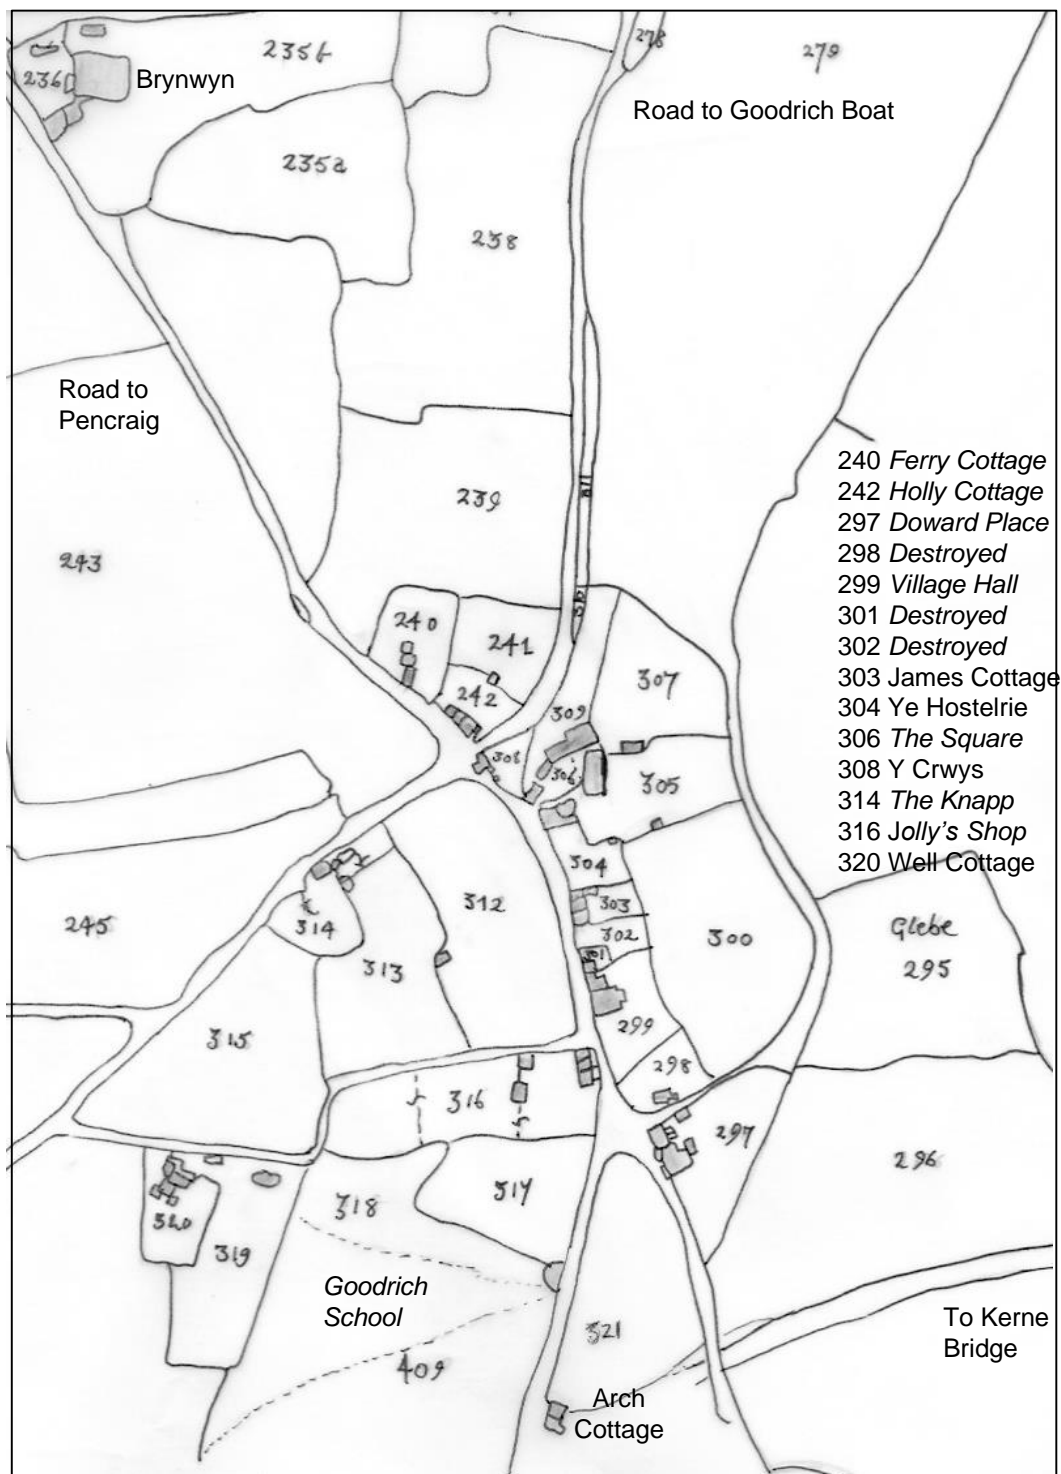 278
279
235b
236
Brynwyn
Road to Goodrich Boat
235a
238
Road to
Pencraig
240 Ferry Cottage
242 Holly Cottage
297 Doward Place
298 Destroyed
299 Village Hall
301 Destroyed
302 Destroyed
303 James Cottage
304 Ye Hostelrie
306 The Square
308 Y Crwys
314 The Knapp
316 Jolly’s Shop
320 Well Cottage
239
243
240
241
242
307
309
308
306
305
304
303
302
301
312
300
Glebe
295
245
314
313
315
299
298
316
297
296
317
318
320
319
Goodrich
School
321
To Kerne
Bridge
409
Arch
Cottage